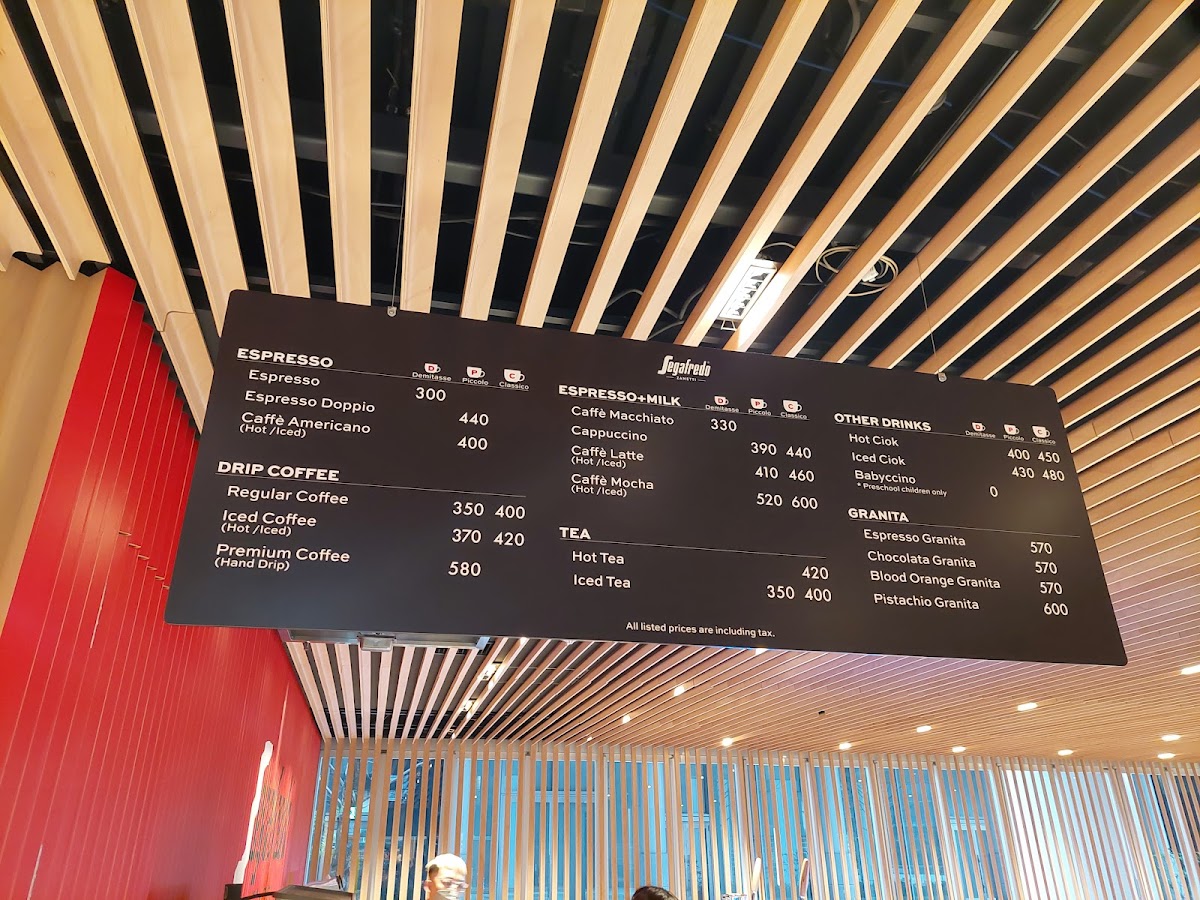 Segafredo
ZANETTI
ESPRESSO
D P C
Demitasse Piccolo Classico
Espresso 300
Espresso Doppio 440
Caffè Americano 400
(Hot /Iced)
DRIP COFFEE
Regular Coffee 350 400
Iced Coffee 370 420
(Hot /Iced)
Premium Coffee 580
(Hand Drip)
ESPRESSO+MILK
D P C
Demitasse Piccolo Classico
Caffè Macchiato 330
Cappuccino 390 440
Caffè Latte 410 460
(Hot /Iced)
Caffè Mocha 520 600
(Hot /Iced)
TEA
Hot Tea 420
Iced Tea 350 400
OTHER DRINKS
D P C
Demitasse Piccolo Classico
Hot Ciok 400 450
Iced Ciok 430 480
Babyccino 0
* Preschool children only
GRANITA
Espresso Granita 570
Chocolata Granita 570
Blood Orange Granita 570
Pistachio Granita 600
All listed prices are including tax.